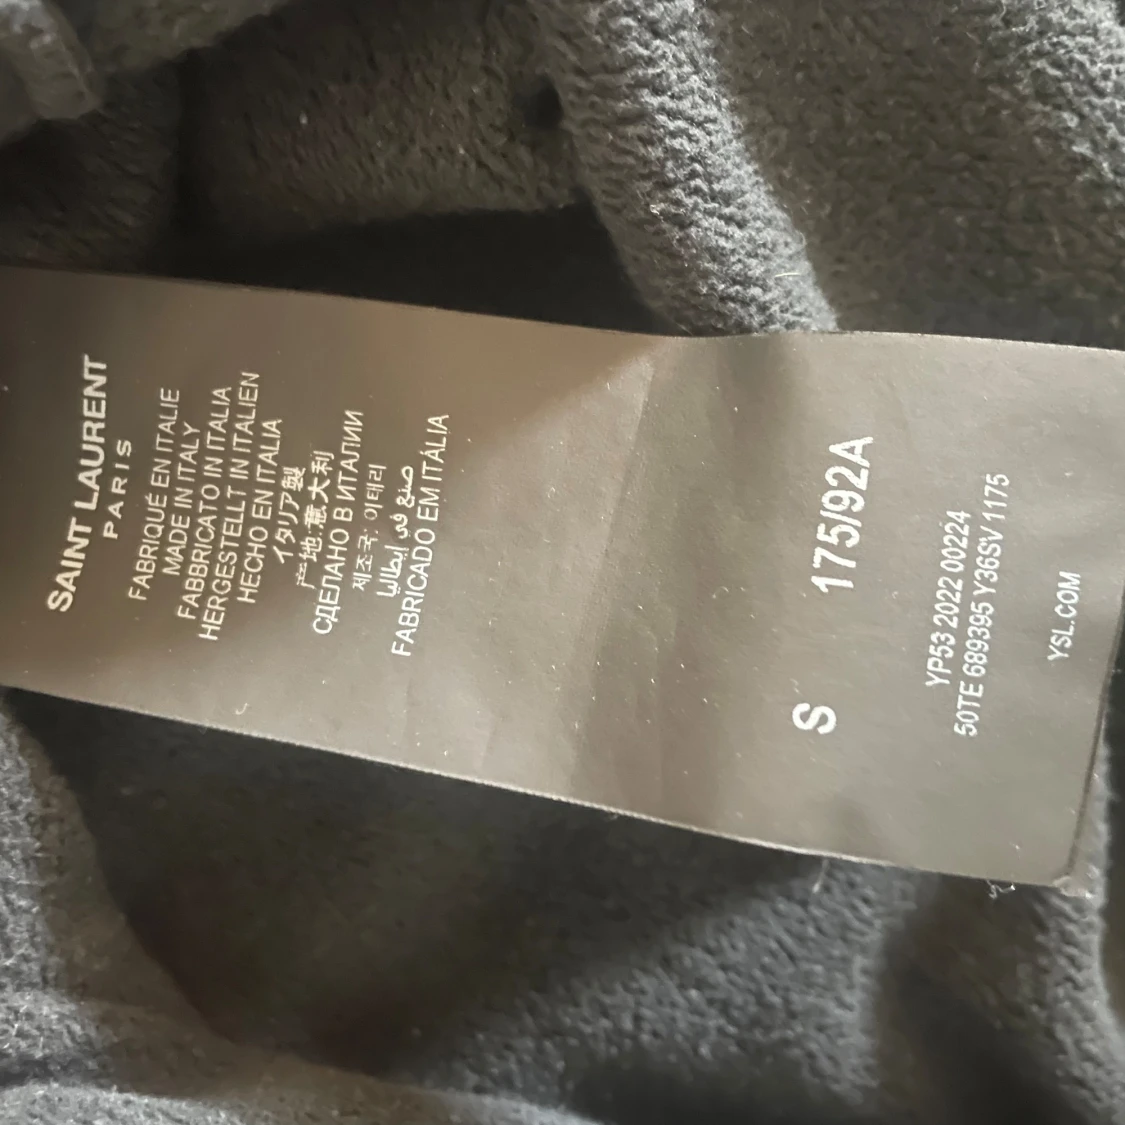 SAINT LAURENT
PARIS
FABRIQUÉ EN ITALIE
MADE IN ITALY
FABBRICATO IN ITALIA
HERGESTELLT IN ITALIEN
HECHO EN ITALIA
イタリア製
产地:意大利
СДЕЛАНО В ИТАЛИИ
제조국: 이태리
صنع في إيطاليا
FABRICADO EM ITÁLIA
S 175/92A
YP53 2022 00224
50TE 689395 Y36SV 1175
YSL.COM